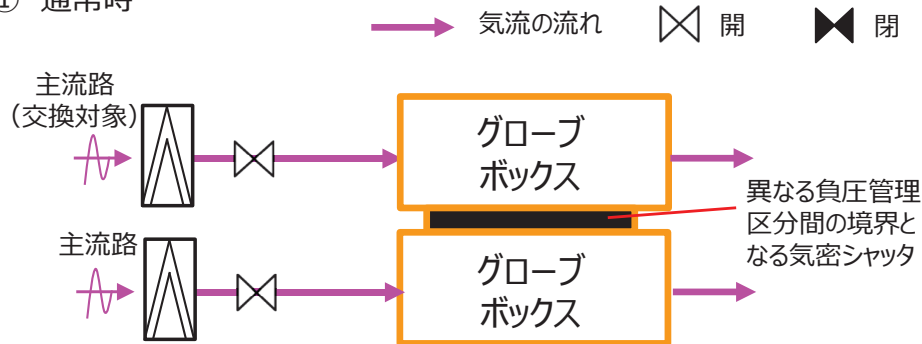 ① 通常時
気流の流れ
開
閉
主流路
（交換対象）
グローブ
ボックス
異なる負圧管理
区分間の境界と
なる気密シャッタ
主流路
グローブ
ボックス